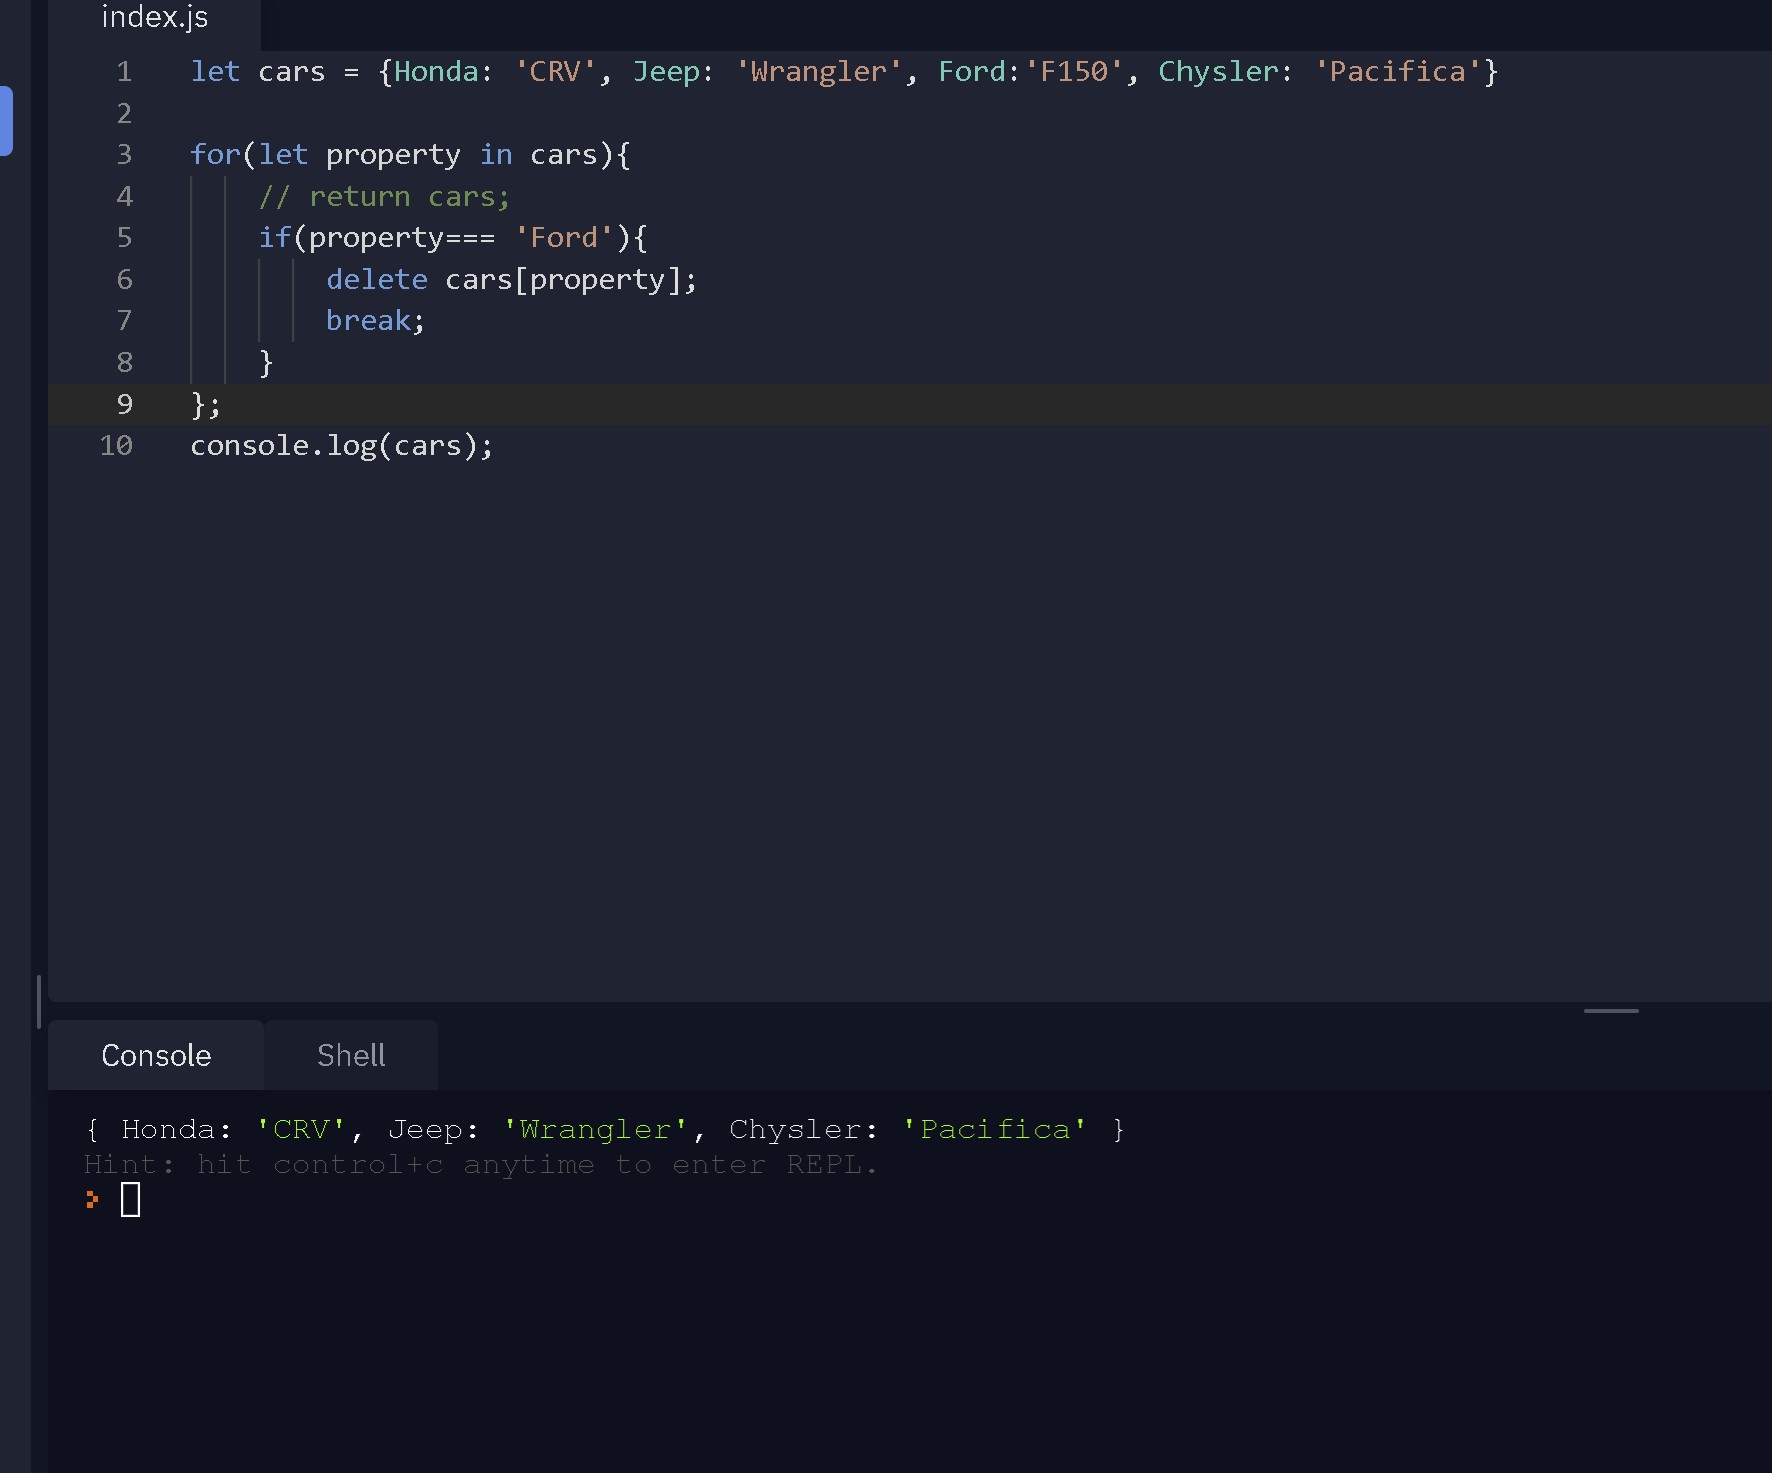 index.js
1 let cars = {Honda: 'CRV', Jeep: 'Wrangler', Ford:'F150', Chysler: 'Pacifica'}
2
3 for(let property in cars){
4     // return cars;
5     if(property=== 'Ford'){
6         delete cars[property];
7         break;
8     }
9 };
10 console.log(cars);
Console Shell
{ Honda: 'CRV', Jeep: 'Wrangler', Chysler: 'Pacifica' }
Hint: hit control+c anytime to enter REPL.
>